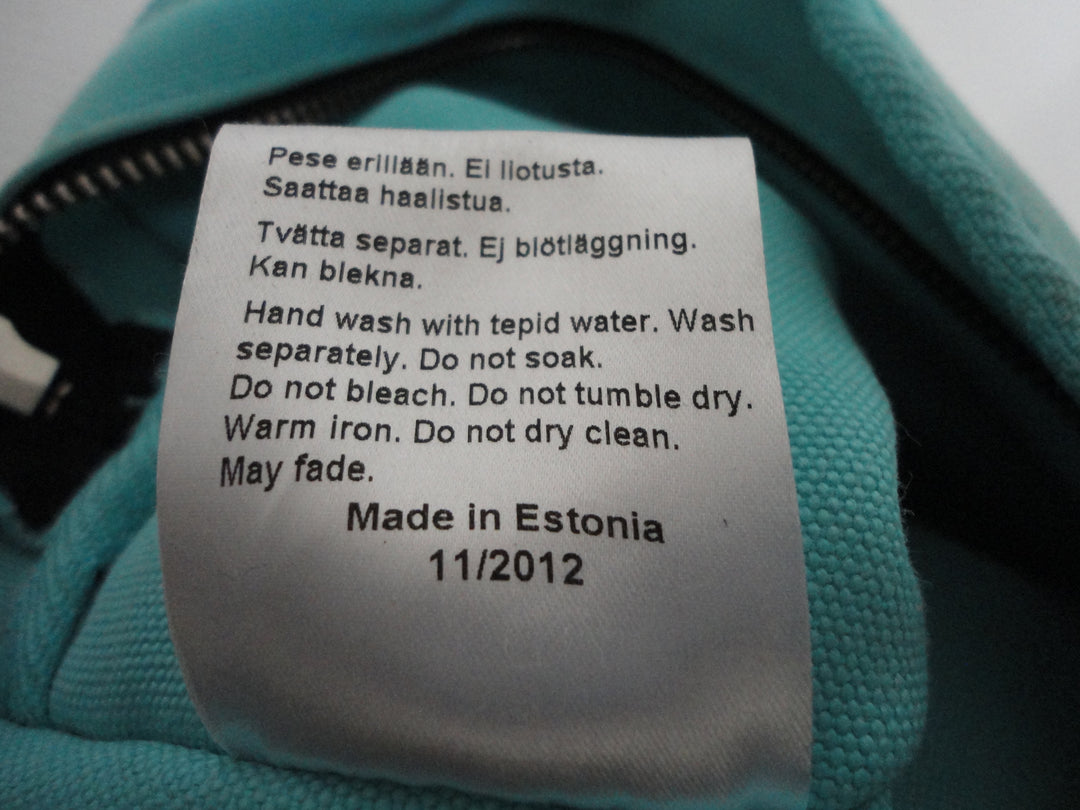 Pese erillään. Ei liotusta.
Saattaa haalistua.
Tvätta separat. Ej blötläggning.
Kan blekna.
Hand wash with tepid water. Wash
separately. Do not soak.
Do not bleach. Do not tumble dry.
Warm iron. Do not dry clean.
May fade.
Made in Estonia
11/2012